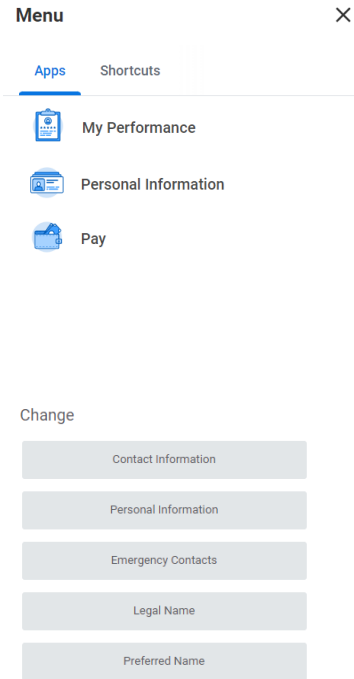 Menu
Apps
Shortcuts
My Performance
Personal Information
Pay
Change
Contact Information
Personal Information
Emergency Contacts
Legal Name
Preferred Name